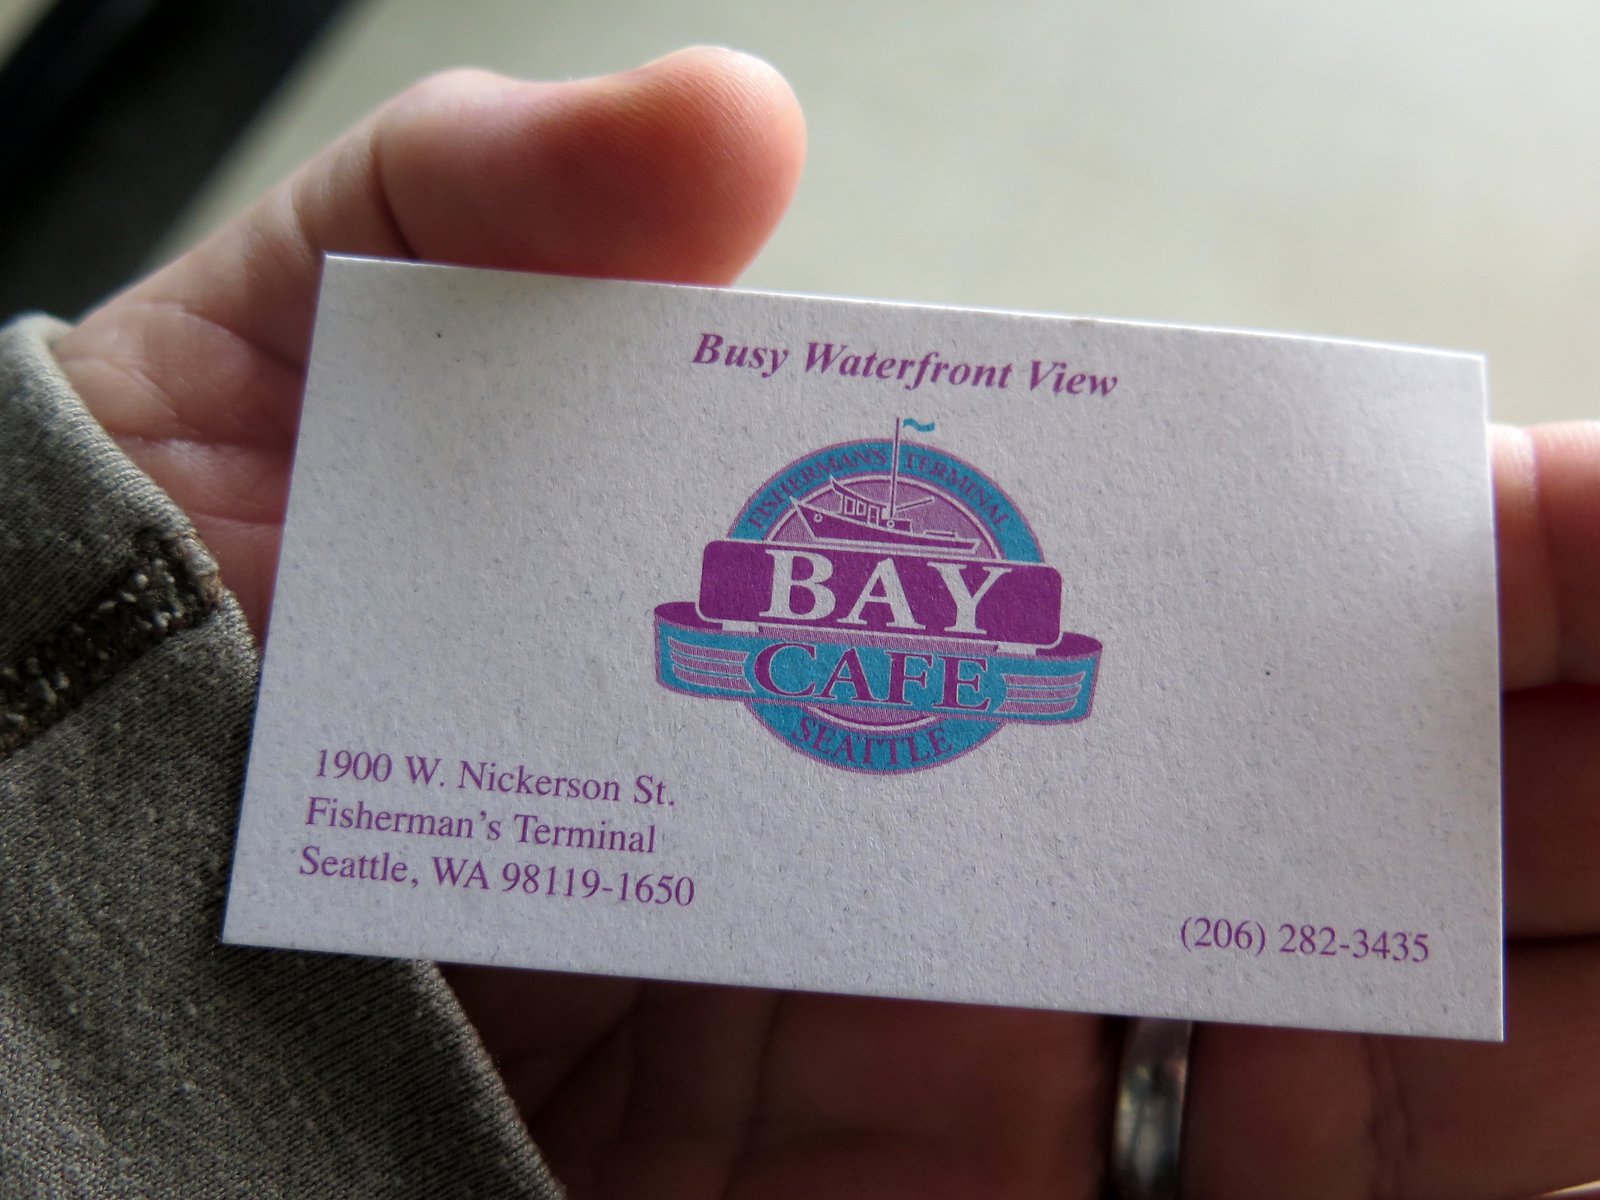 Busy Waterfront View
FISHERMAN'S TERMINAL
BAY
CAFE
SEATTLE
1900 W. Nickerson St.
Fisherman's Terminal
Seattle, WA 98119-1650
(206) 282-3435